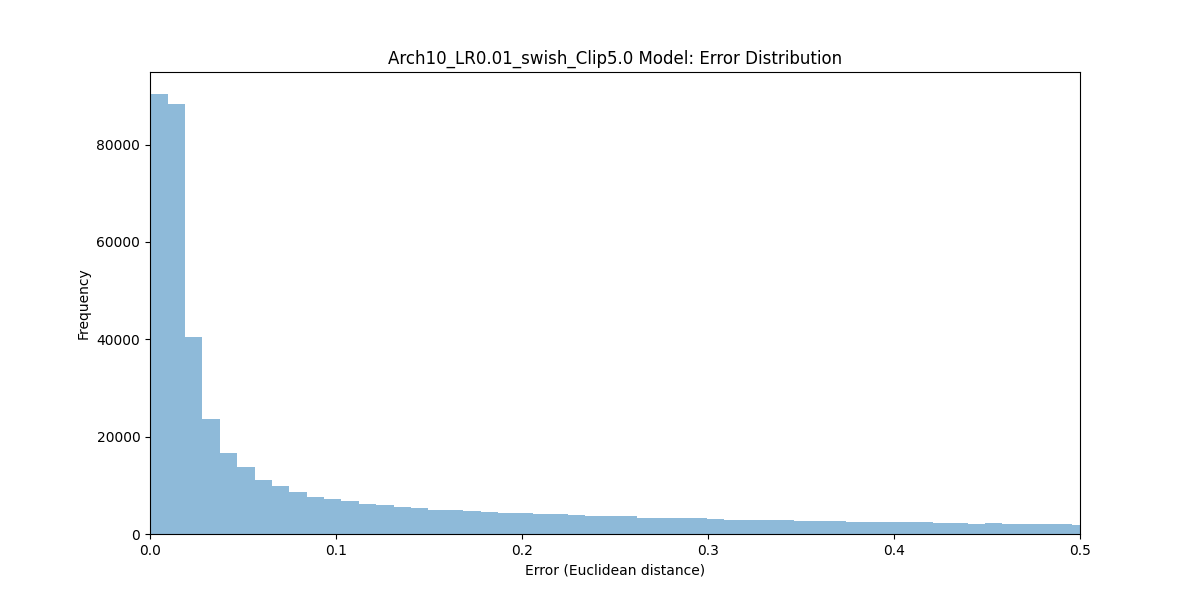 Arch10_LR0.01_swish_Clip5.0 Model: Error Distribution
Frequency
80000
60000
40000
20000
0
0.0 0.1 0.2 0.3 0.4 0.5
Error (Euclidean distance)